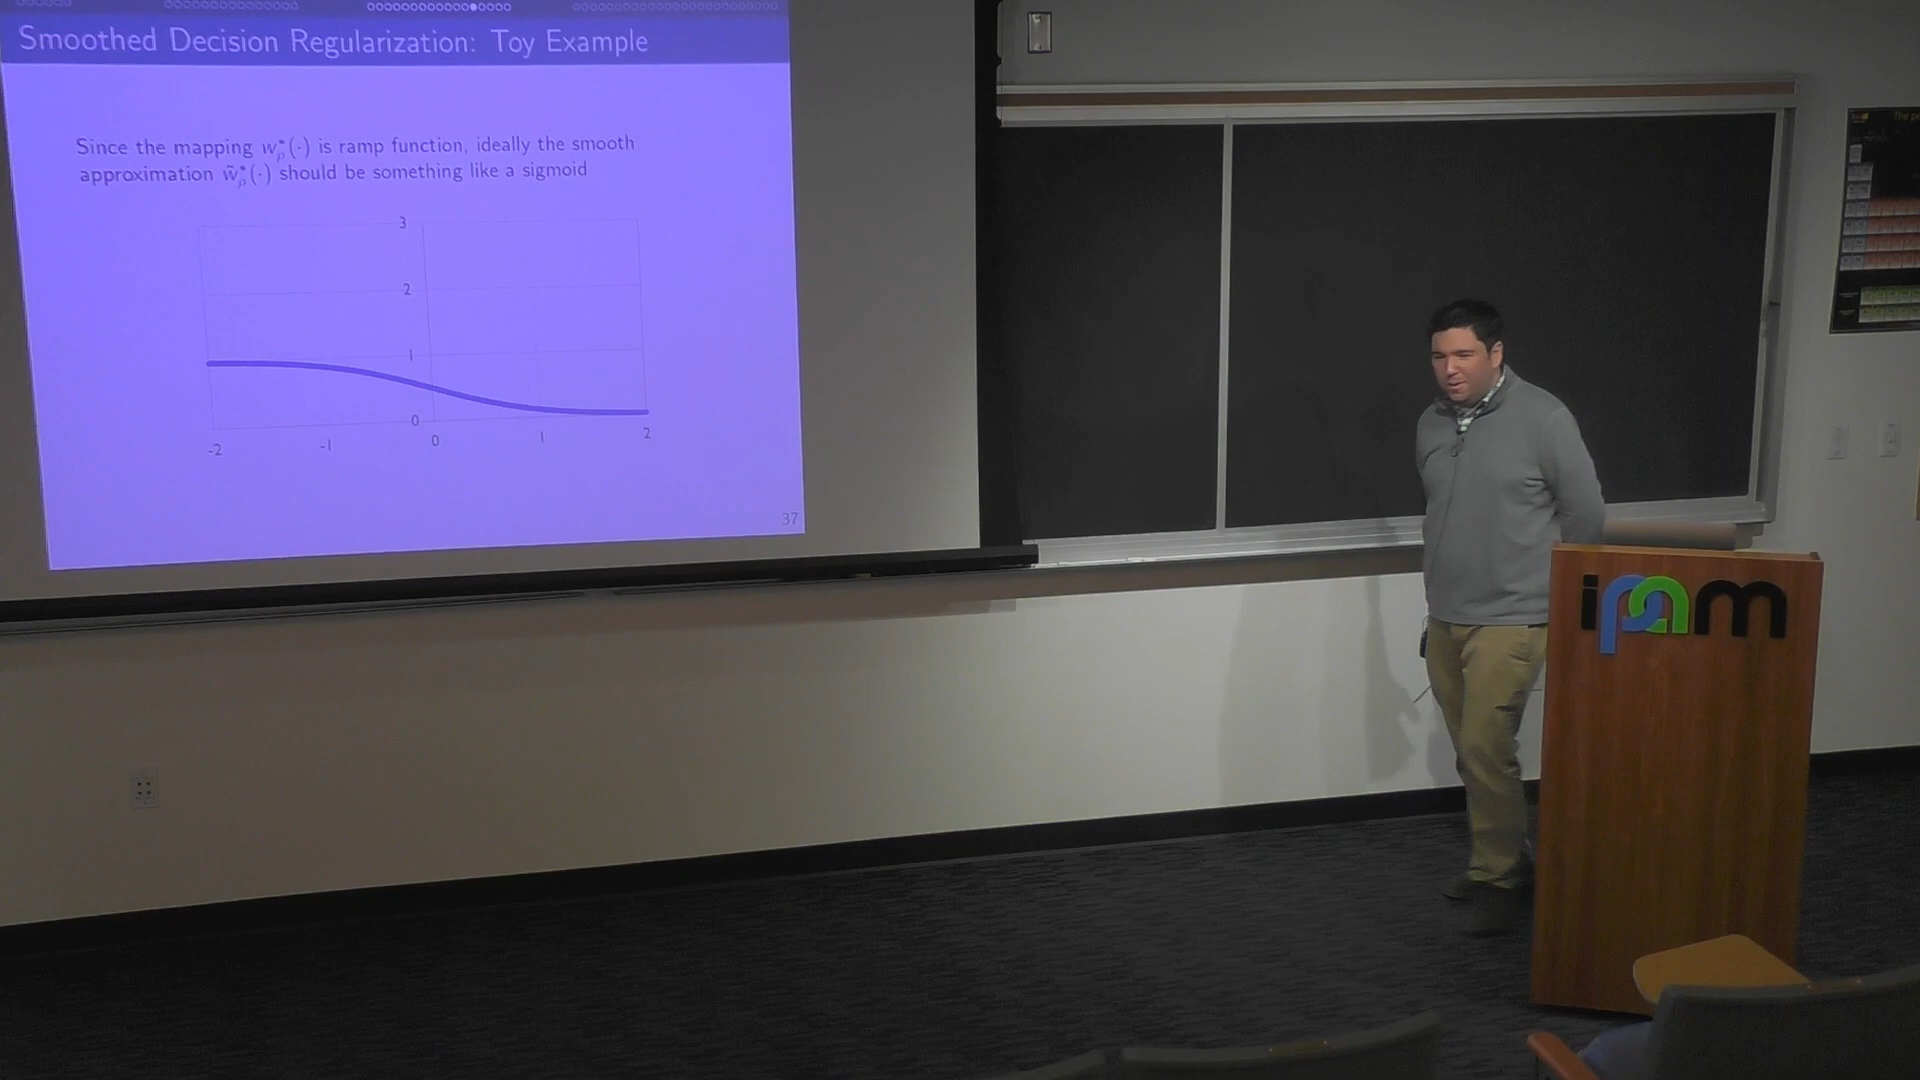 Smoothed Decision Regularization: Toy Example
Since the mapping w*ρ(·) is ramp function, ideally the smooth
approximation w̃*ρ(·) should be something like a sigmoid
3
2
1
0
-2 -1 0 1 2
37
ipam
The